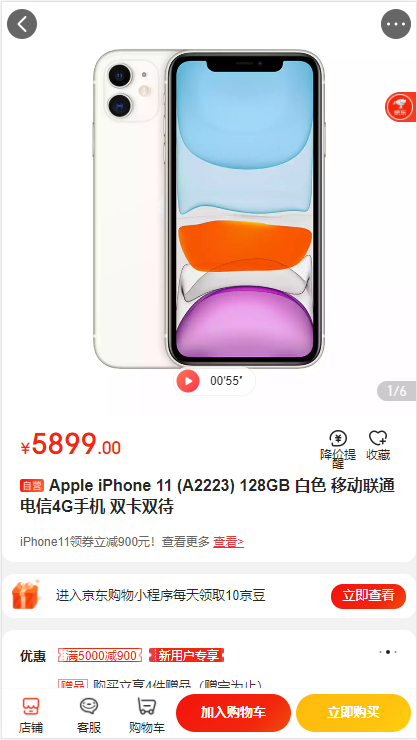 京东
00'55"
1/6
¥5899.00
降价提醒
收藏
自营 Apple iPhone 11 (A2223) 128GB 白色 移动联通
电信4G手机 双卡双待
iPhone11领券立减900元！查看更多 查看>
进入京东购物小程序每天领取10京豆
立即查看
优惠 满5000减900 新用户专享
赠品 购买立享4件赠品（赠完为止）
店铺
客服
购物车
加入购物车
立即购买